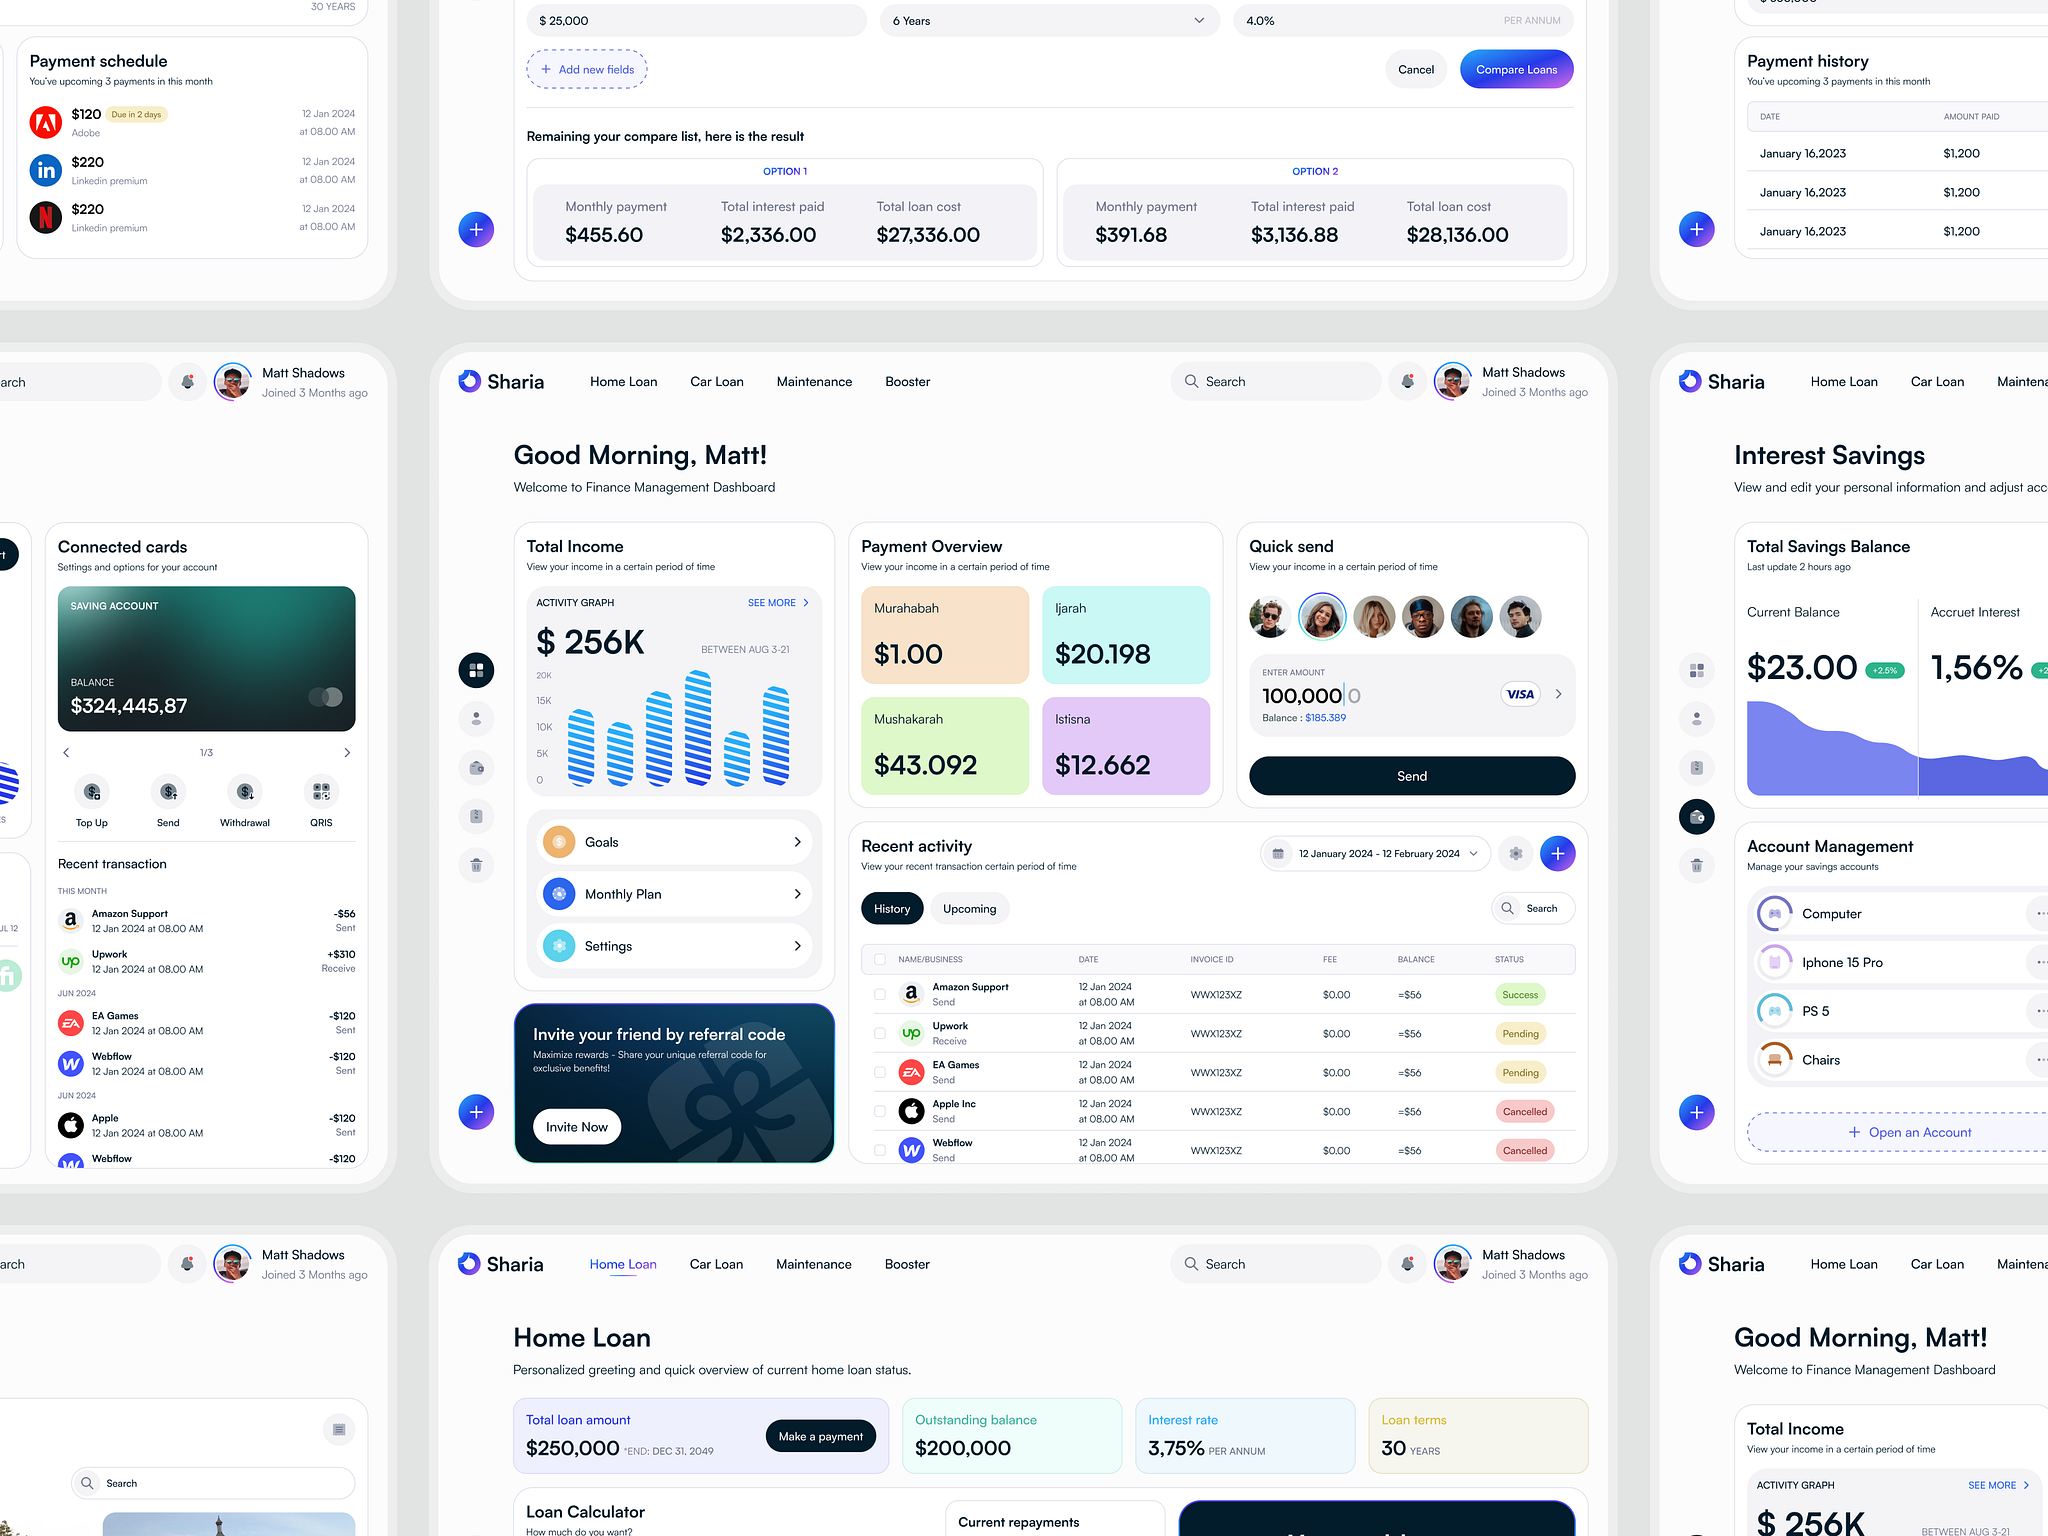 30 YEARS
Payment schedule
You've upcoming 3 payments in this month
$120 Due in 2 days
12 Jan 2024
Adobe
at 08.00 AM
in
$220
12 Jan 2024
Linkedin premium
at 08.00 AM
N
$220
12 Jan 2024
Linkedin premium
at 08.00 AM
$ 25,000
6 Years
4.0%
PER ANNUM
+ Add new fields
Cancel
Compare Loans
Remaining your compare list, here is the result
OPTION 1
Monthly payment
Total interest paid
Total loan cost
$455.60
$2,336.00
$27,336.00
OPTION 2
Monthly payment
Total interest paid
Total loan cost
$391.68
$3,136.88
$28,136.00
Payment history
You've upcoming 3 payments in this month
DATE
AMOUNT PAID
January 16,2023
$1,200
January 16,2023
$1,200
January 16,2023
$1,200
arch
Matt Shadows
Joined 3 Months ago
Connected cards
Settings and options for your account
SAVING ACCOUNT
BALANCE
$324,445,87
1/3
Top Up
Send
Withdrawal
QRIS
Recent transaction
THIS MONTH
Amazon Support
-$56
12 Jan 2024 at 08.00 AM
Sent
Upwork
+$310
12 Jan 2024 at 08.00 AM
Receive
JUN 2024
EA Games
-$120
12 Jan 2024 at 08.00 AM
Sent
Webflow
-$120
12 Jan 2024 at 08.00 AM
Sent
JUN 2024
Apple
-$120
12 Jan 2024 at 08.00 AM
Sent
Webflow
-$120
UL 12
Sharia
Home Loan
Car Loan
Maintenance
Booster
Search
Matt Shadows
Joined 3 Months ago
Good Morning, Matt!
Welcome to Finance Management Dashboard
Total Income
View your income in a certain period of time
ACTIVITY GRAPH
SEE MORE
$ 256K
BETWEEN AUG 3-21
20K
15K
10K
5K
0
Goals
Monthly Plan
Settings
Invite your friend by referral code
Maximize rewards - Share your unique referral code for
exclusive benefits!
Invite Now
Payment Overview
View your income in a certain period of time
Murahabah
$1.00
Ijarah
$20.198
Mushakarah
$43.092
Istisna
$12.662
Quick send
View your income in a certain period of time
ENTER AMOUNT
100,000 0
VISA
Balance : $185.389
Send
Recent activity
View your recent transaction certain period of time
12 January 2024 - 12 February 2024
History
Upcoming
Search
NAME/BUSINESS
DATE
INVOICE ID
FEE
BALANCE
STATUS
Amazon Support
Send
12 Jan 2024
at 08.00 AM
WWX123XZ
$0.00
=$56
Success
Upwork
Receive
12 Jan 2024
at 08.00 AM
WWX123XZ
$0.00
=$56
Pending
EA Games
Send
12 Jan 2024
at 08.00 AM
WWX123XZ
$0.00
=$56
Pending
Apple Inc
Send
12 Jan 2024
at 08.00 AM
WWX123XZ
$0.00
=$56
Cancelled
Webflow
Send
12 Jan 2024
at 08.00 AM
WWX123XZ
$0.00
=$56
Cancelled
Sharia
Home Loan
Car Loan
Maintena
Interest Savings
View and edit your personal information and adjust acc
Total Savings Balance
Last update 2 hours ago
Current Balance
$23.00
+2.5%
Accruet Interest
1,56%
Account Management
Manage your savings accounts
Computer
Iphone 15 Pro
PS 5
Chairs
+ Open an Account
arch
Matt Shadows
Joined 3 Months ago
Search
Sharia
Home Loan
Car Loan
Maintenance
Booster
Search
Matt Shadows
Joined 3 Months ago
Home Loan
Personalized greeting and quick overview of current home loan status.
Total loan amount
$250,000 *END: DEC 31, 2049
Make a payment
Outstanding balance
$200,000
Interest rate
3,75% PER ANNUM
Loan terms
30 YEARS
Loan Calculator
How much do you want?
Current repayments
Sharia
Home Loan
Car Loan
Maintena
Good Morning, Matt!
Welcome to Finance Management Dashboard
Total Income
View your income in a certain period of time
ACTIVITY GRAPH
SEE MORE
$ 256K
BETWEEN AUG 3-21